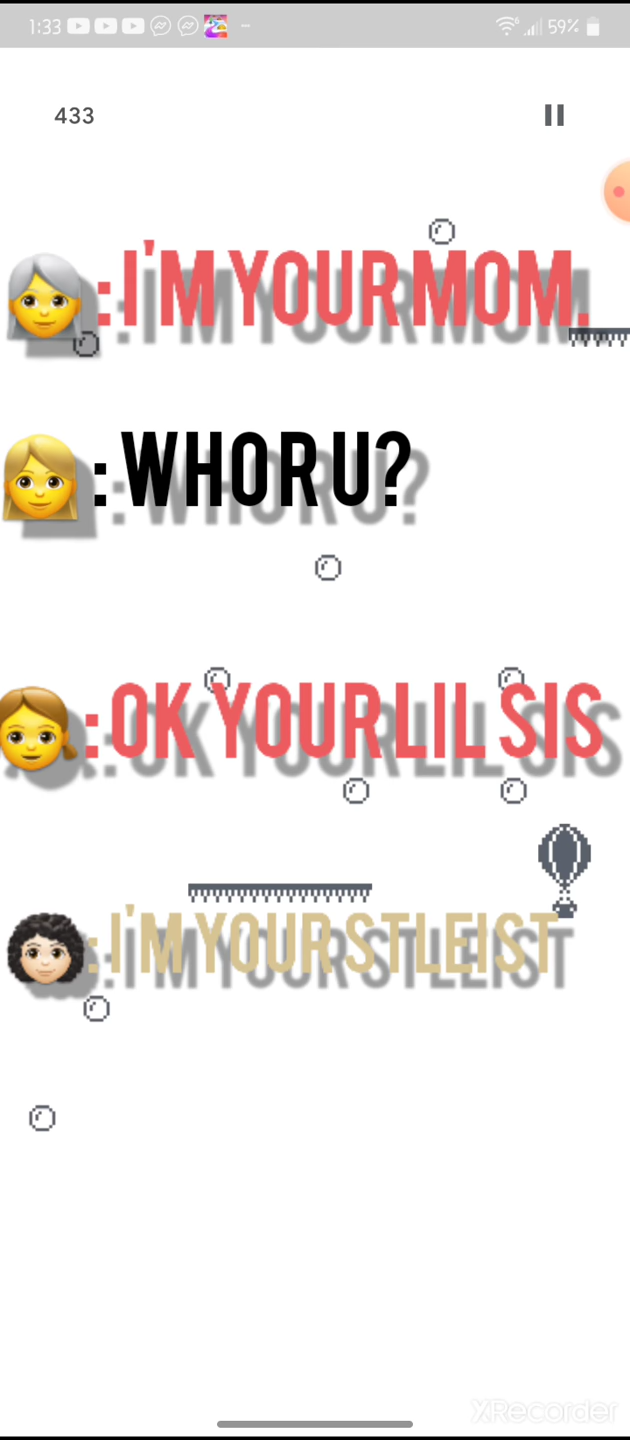 1:33
59%
433
: I'M YOUR MOM.
: WHO R U?
: OK YOUR LIL SIS
: I'M YOUR STLEIST
XRecorder